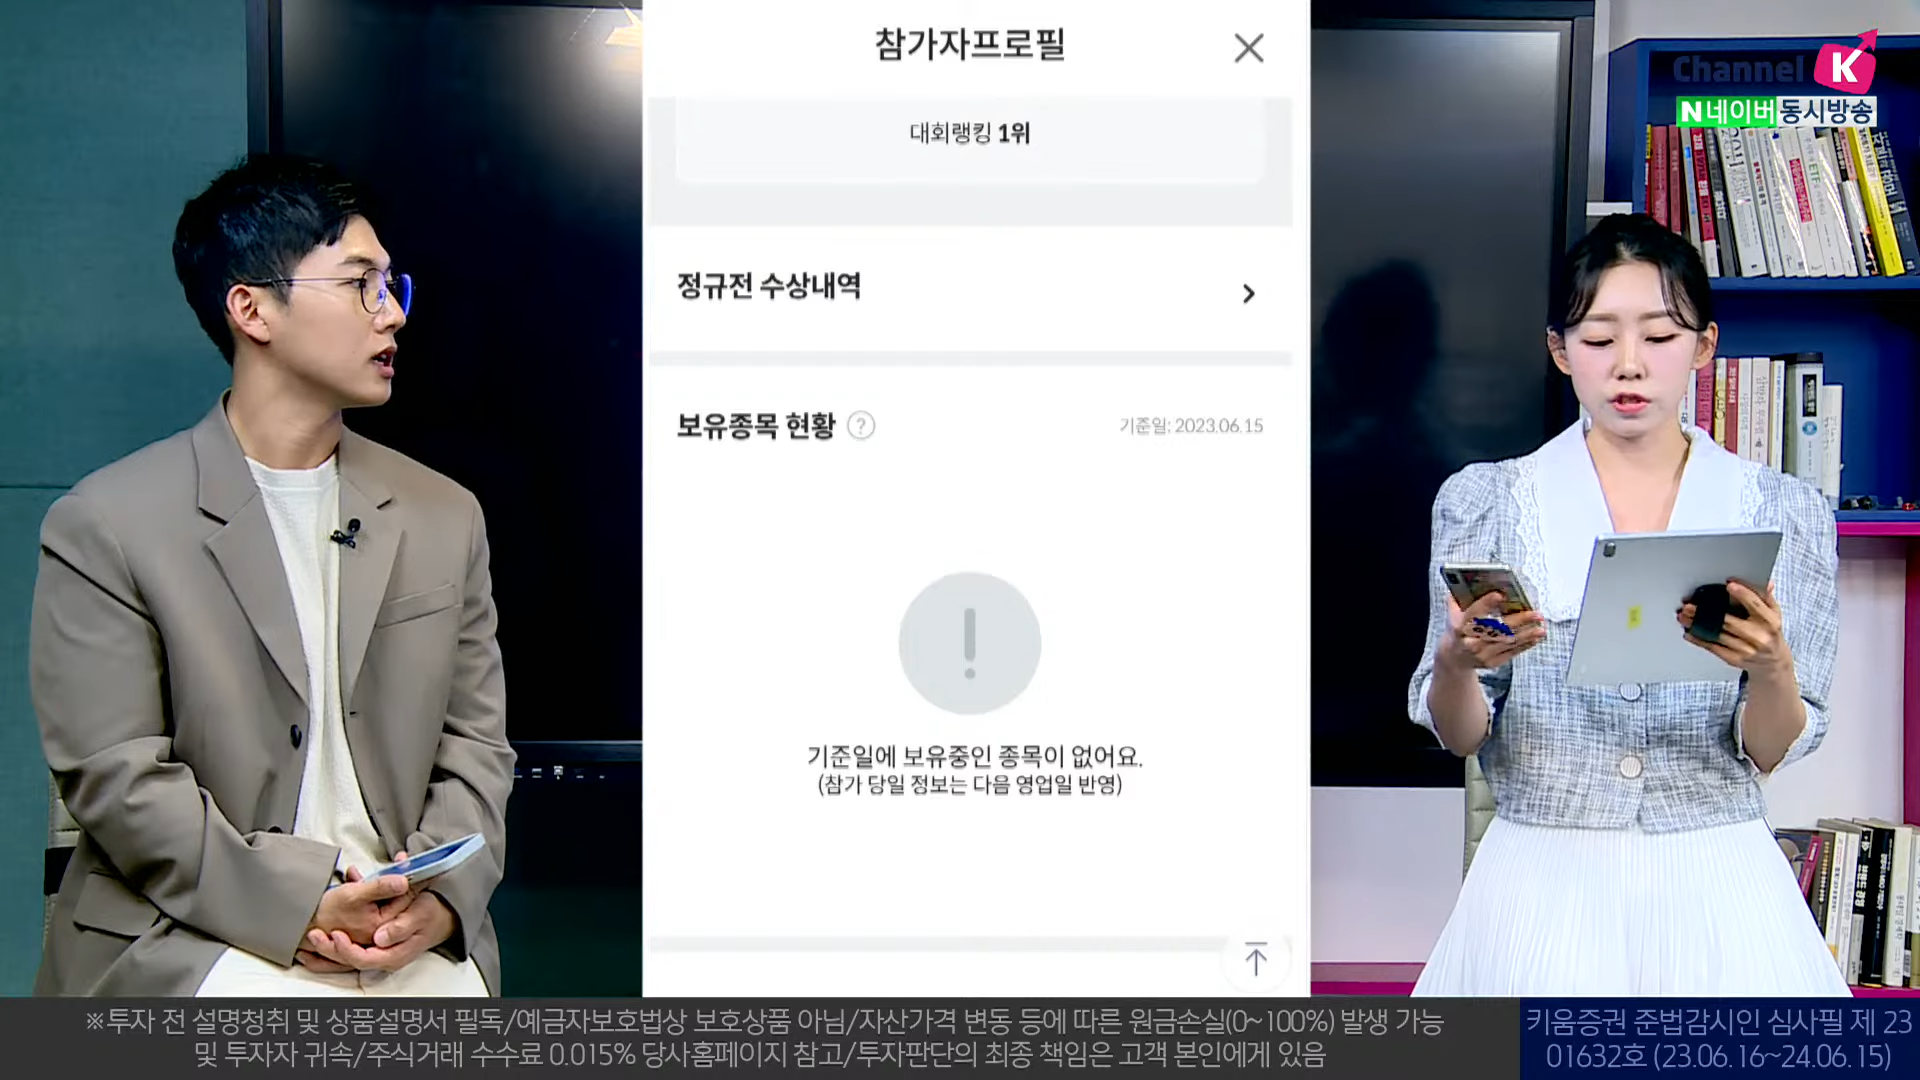 참가자프로필
Channel K
N네이버동시방송
대회랭킹 1위
정규전 수상내역
보유종목 현황 ?
기준일: 2023.06.15
기준일에 보유중인 종목이 없어요.
(참가 당일 정보는 다음 영업일 반영)
※투자 전 설명청취 및 상품설명서 필독/예금자보호법상 보호상품 아님/자산가격 변동 등에 따른 원금손실(0~100%) 발생 가능
및 투자자 귀속/주식거래 수수료 0.015% 당사홈페이지 참고/투자판단의 최종 책임은 고객 본인에게 있음
키움증권 준법감시인 심사필 제 23
01632호 (23.06.16~24.06.15)